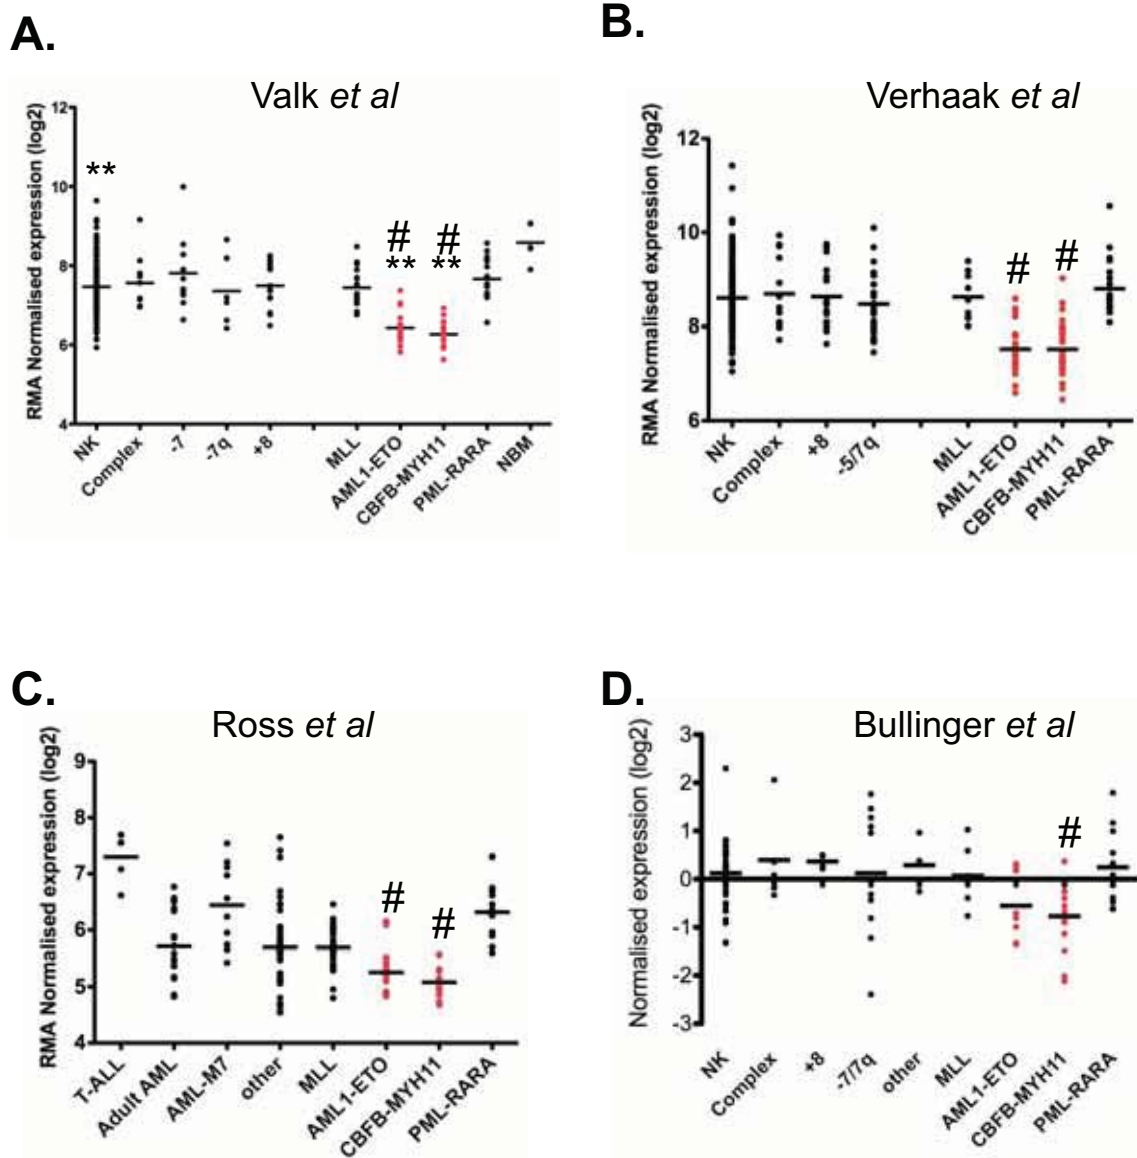 A.
Valk et al
RMA Normalised expression (log2)
12
10
8
6
4
**
#
**
#
**
NK
Complex
-7
-7q
+8
MLL
AML1-ETO
CBFB-MYH11
PML-RARA
NBM
B.
Verhaak et al
RMA Normalised expression (log2)
12
10
8
6
#
#
NK
Complex
+8
-5/7q
MLL
AML1-ETO
CBFB-MYH11
PML-RARA
C.
Ross et al
RMA Normalised expression (log2)
9
8
7
6
5
4
#
#
T-ALL
Adult AML
AML-M7
other
MLL
AML1-ETO
CBFB-MYH11
PML-RARA
D.
Bullinger et al
Normalised expression (log2)
3
2
1
0
-1
-2
-3
#
NK
Complex
+8
-7/7q
other
MLL
AML1-ETO
CBFB-MYH11
PML-RARA